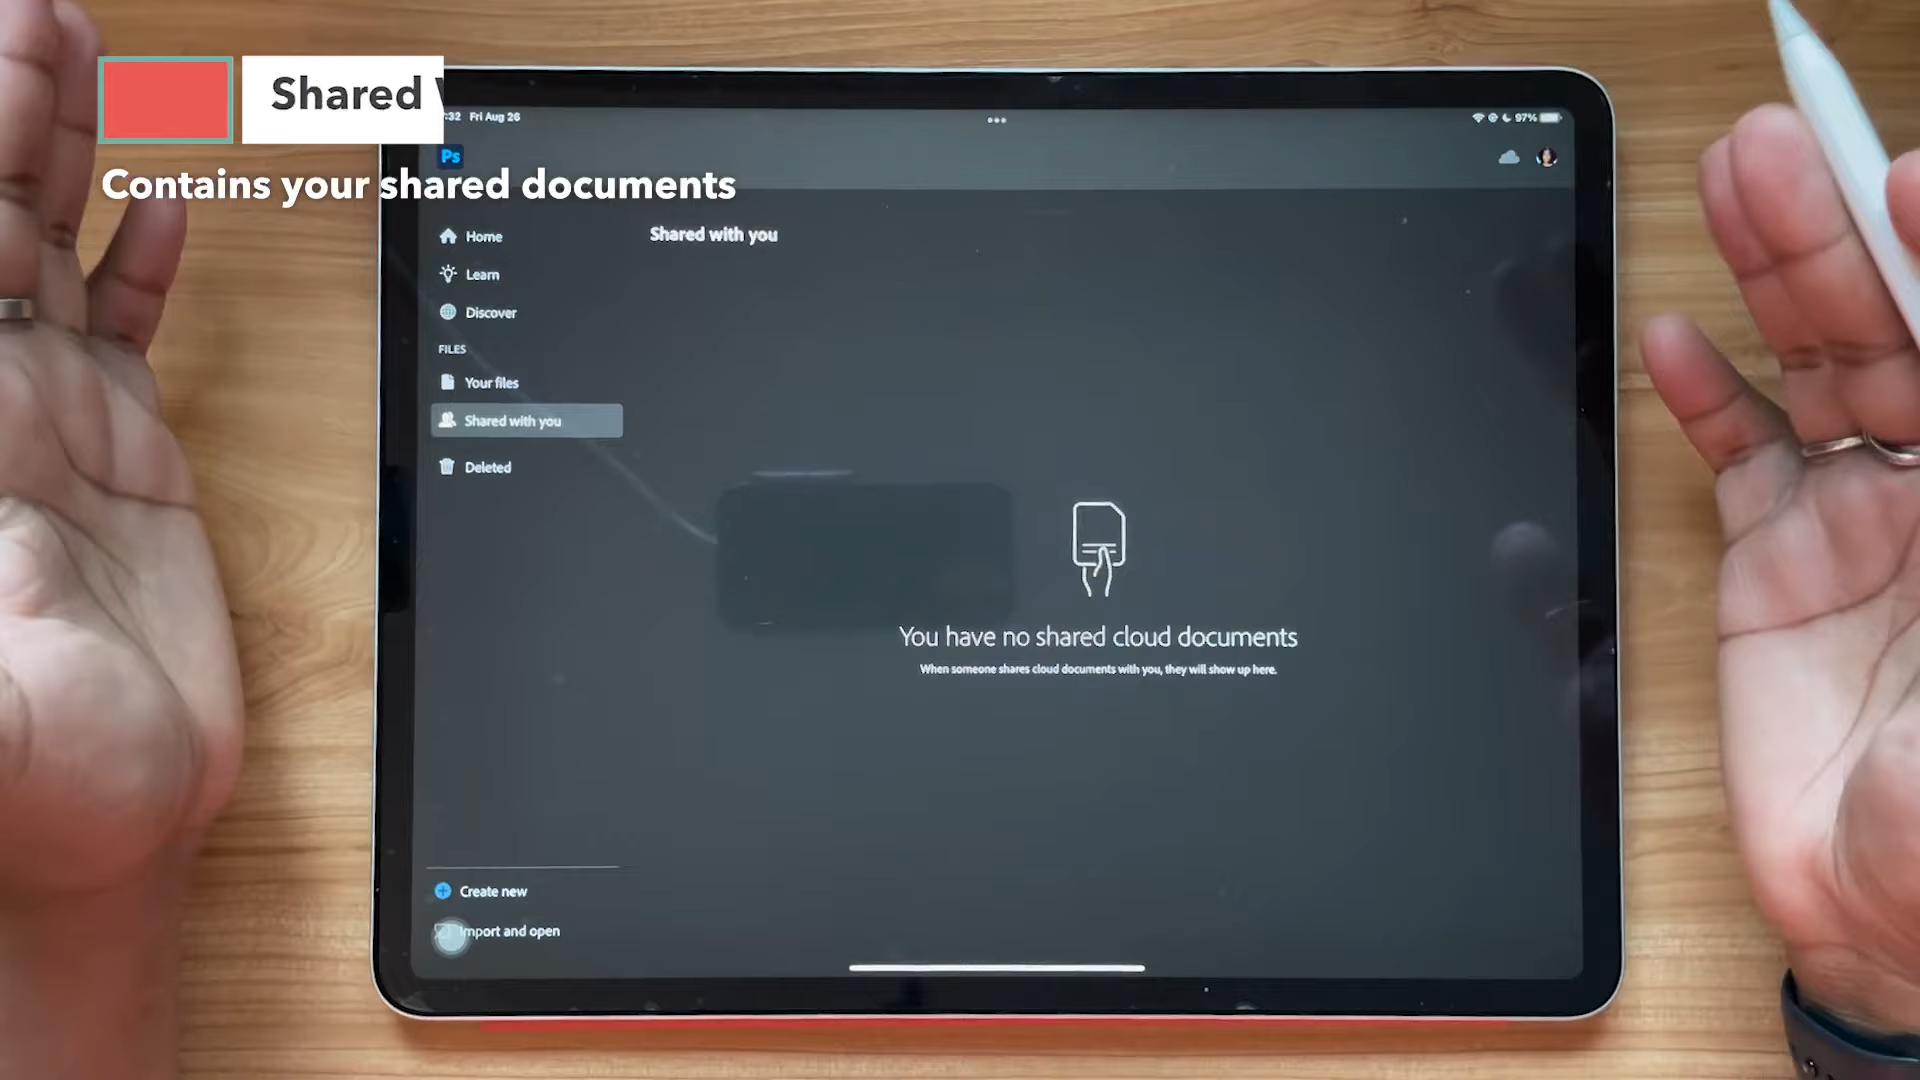 Shared
Contains your shared documents
:32 Fri Aug 26
97%
Ps
Home
Learn
Discover
FILES
Your files
Shared with you
Deleted
Shared with you
You have no shared cloud documents
When someone shares cloud documents with you, they will show up here.
Create new
Import and open